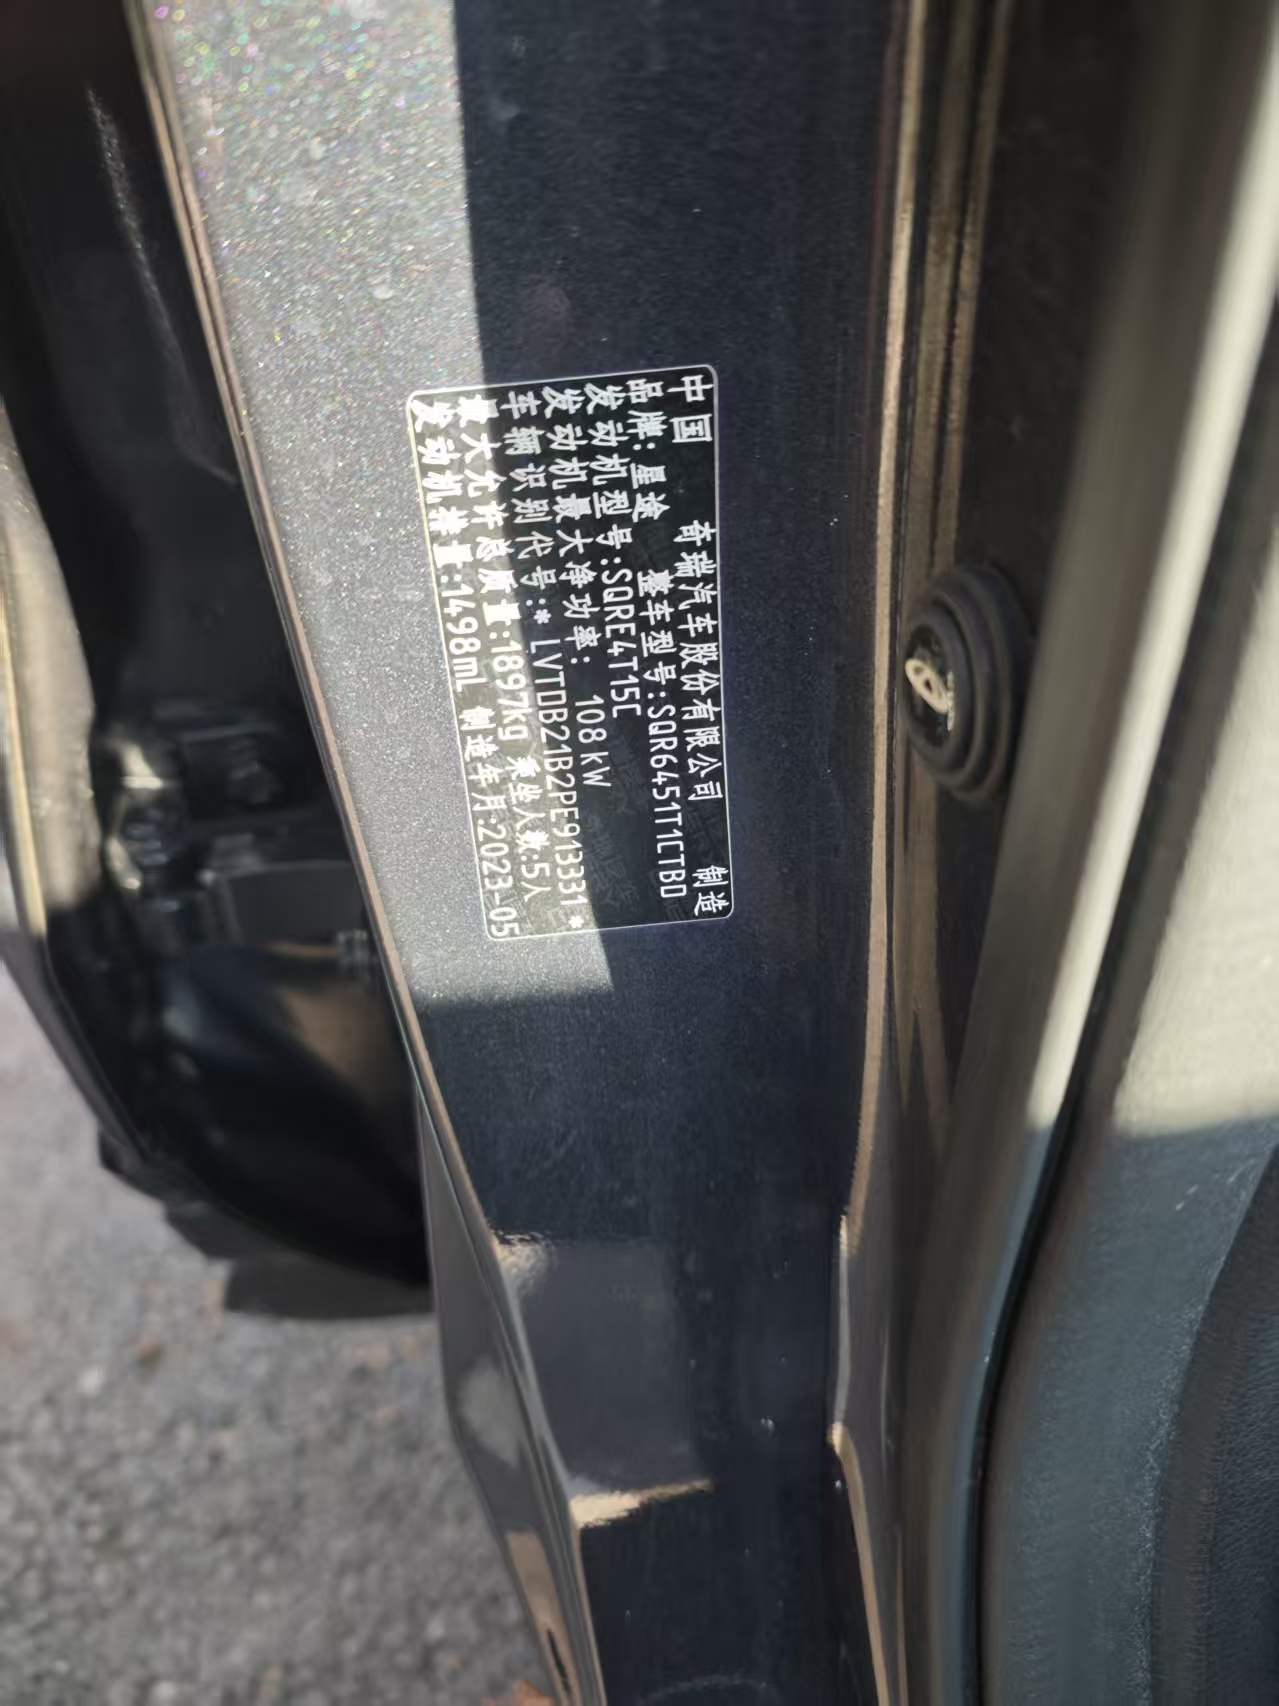 中国 奇瑞汽车股份有限公司 制造
品牌:星途 整车型号:SQR6451T1CTBD
发动机型号:SQRE4T15C
发动机最大净功率: 108kW
车辆识别代号:*LVTDB21B2PE913331*
最大允许总质量:1897kg 乘坐人数:5人
发动机排量:1498mL 制造年月:2023-05